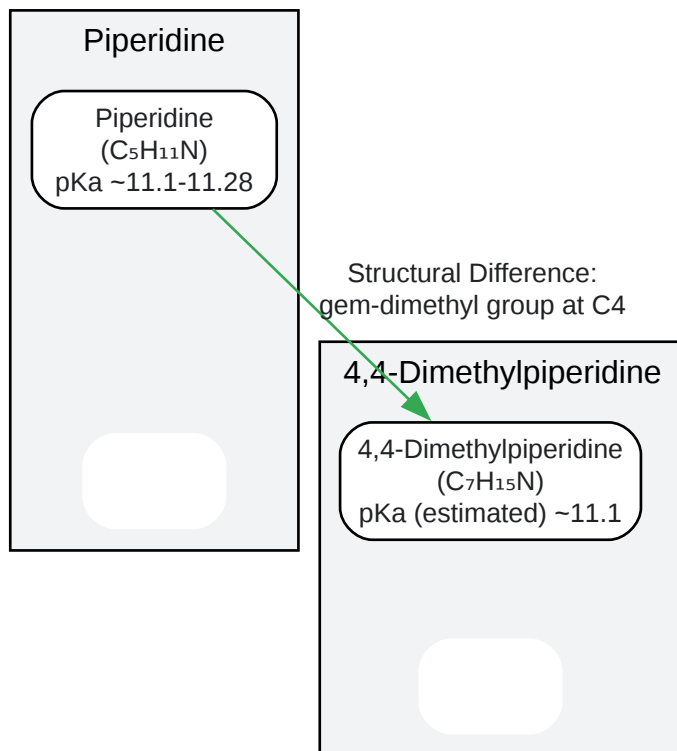 Piperidine
Piperidine
(C₅H₁₁N)
pKa ~11.1-11.28
Structural Difference:
gem-dimethyl group at C4
4,4-Dimethylpiperidine
4,4-Dimethylpiperidine
(C₇H₁₅N)
pKa (estimated) ~11.1